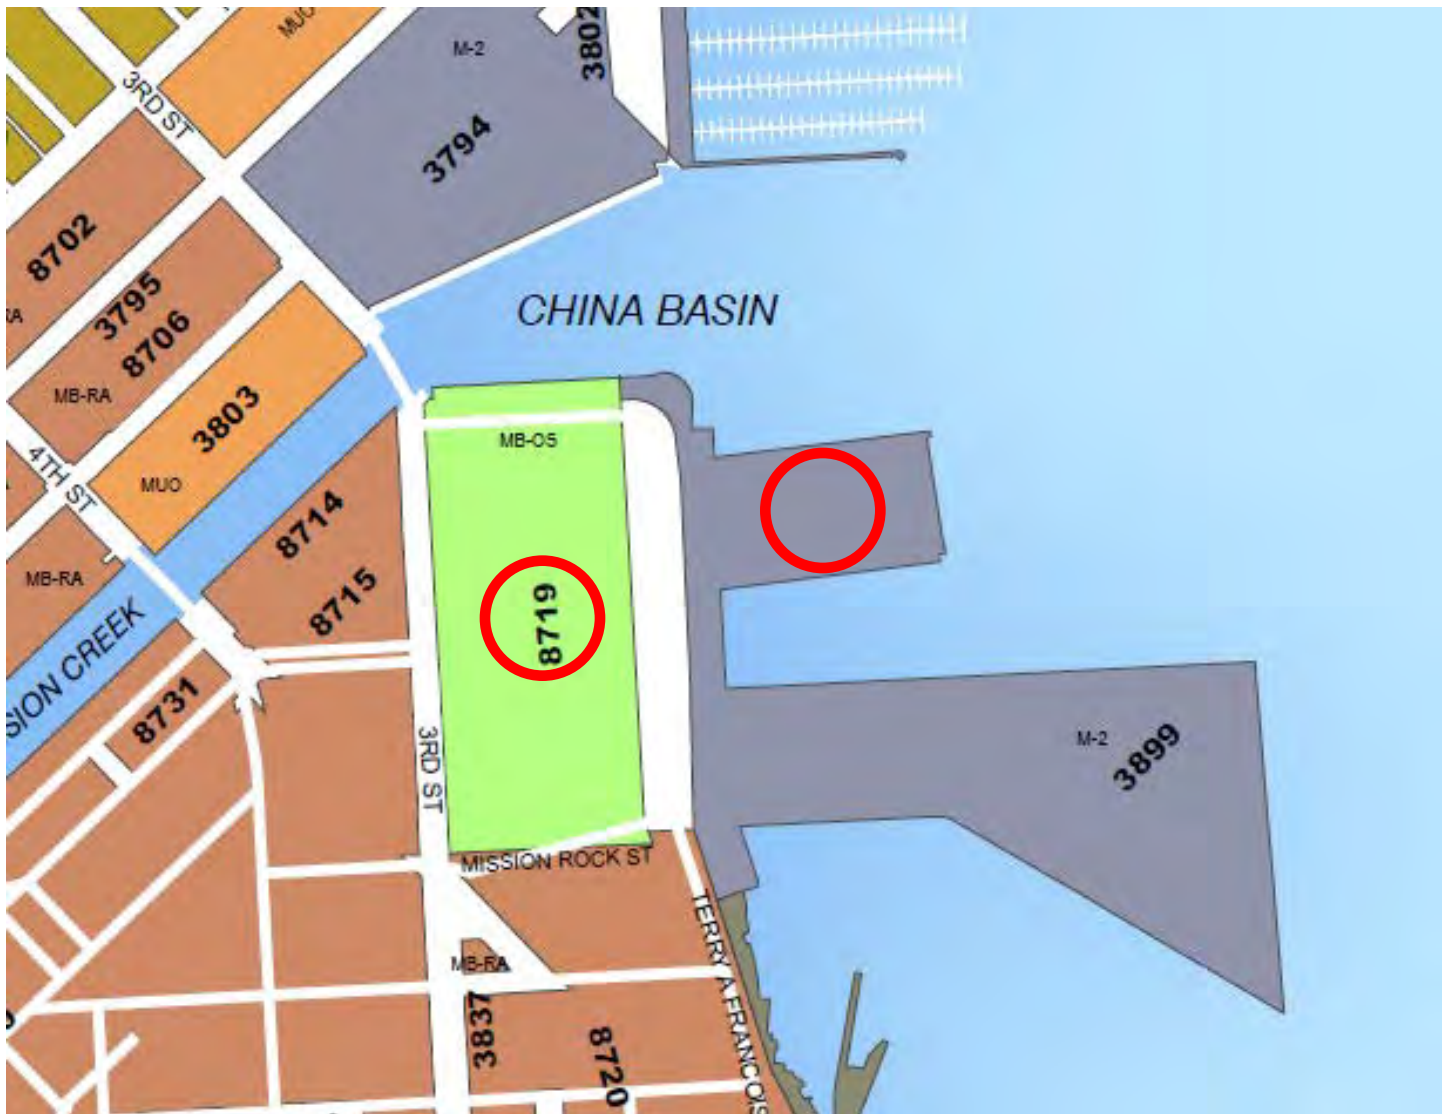 MUO
M-2
3802
3RD ST
3794
8702
3795
8706
MB-RA
CHINA BASIN
3803
MUO
4TH ST
MB-OS
8714
8715
MB-RA
8719
SION CREEK
8731
3RD ST
M-2
3899
MISSION ROCK ST
TERRY A FRANCOIS
MB-RA
3837
8720